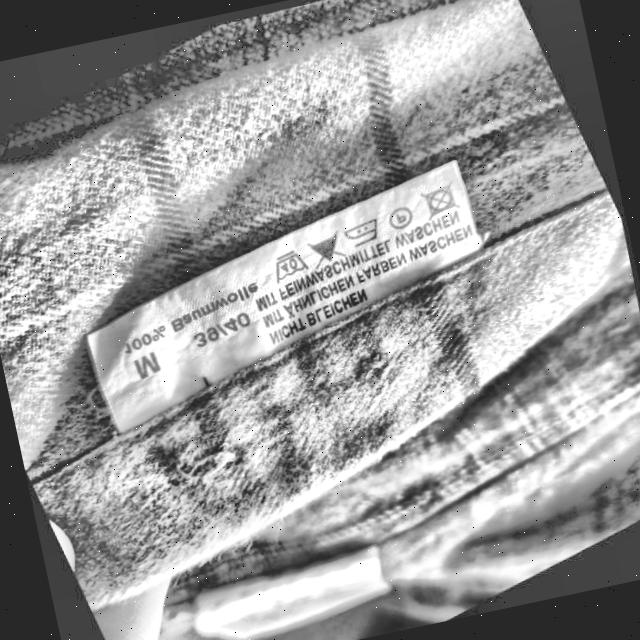 100% Baumwolle
M 38/40
MIT FEINWASCHMITTEL WASCHEN
MIT ÄHNLICHEN FARBEN WASCHEN
NICHT BLEICHEN